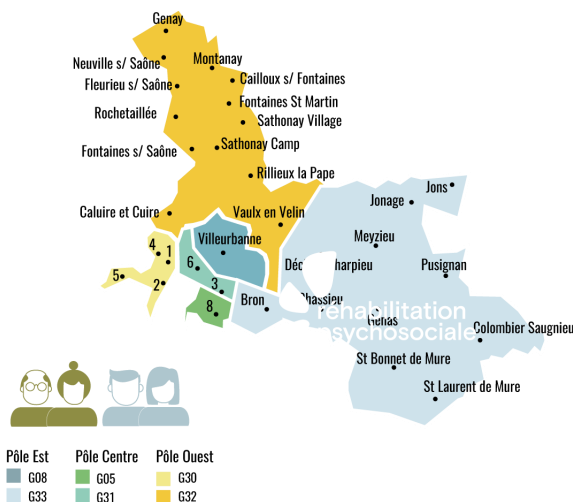 Genay
Neuville s/ Saône
Montanay
Fleurieu s/ Saône
Cailloux s/ Fontaines
Fontaines St Martin
Rochetaillée
Sathonay Village
Sathonay Camp
Fontaines s/ Saône
Rillieux la Pape
Jons
Jonage
Caluire et Cuire
Vaulx en Velin
Villeurbanne
Meyzieu
4
1
6
5
2
3
8
Pusignan
Bron
réhabilitation
psychosociale
Genas
Colombier Saugnieu
St Bonnet de Mure
St Laurent de Mure
Pôle Est
G08
G33
Pôle Centre
G05
G31
Pôle Ouest
G30
G32